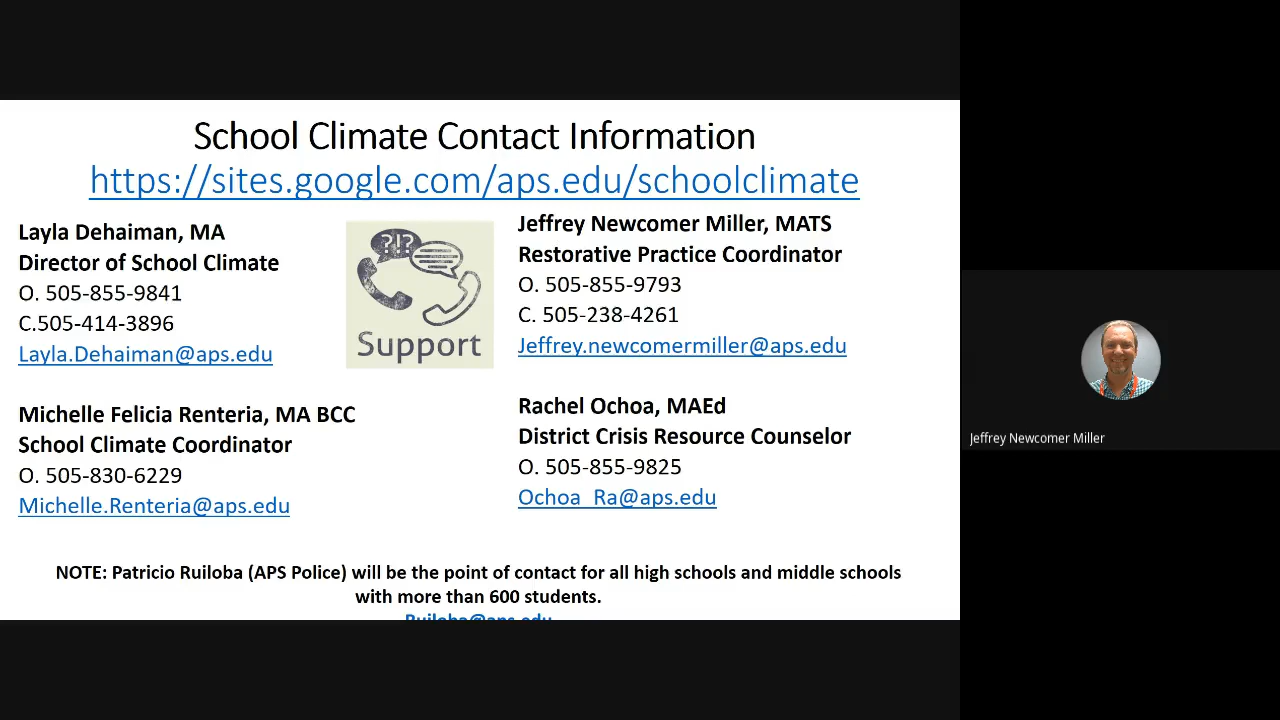 School Climate Contact Information
https://sites.google.com/aps.edu/schoolclimate
Layla Dehaiman, MA
Director of School Climate
O. 505-855-9841
C.505-414-3896
Layla.Dehaiman@aps.edu
?!?
Support
Jeffrey Newcomer Miller, MATS
Restorative Practice Coordinator
O. 505-855-9793
C. 505-238-4261
Jeffrey.newcomermiller@aps.edu
Michelle Felicia Renteria, MA BCC
School Climate Coordinator
O. 505-830-6229
Michelle.Renteria@aps.edu
Rachel Ochoa, MAEd
District Crisis Resource Counselor
O. 505-855-9825
Ochoa_Ra@aps.edu
NOTE: Patricio Ruiloba (APS Police) will be the point of contact for all high schools and middle schools
with more than 600 students.
Ruiloba@aps.edu
Jeffrey Newcomer Miller